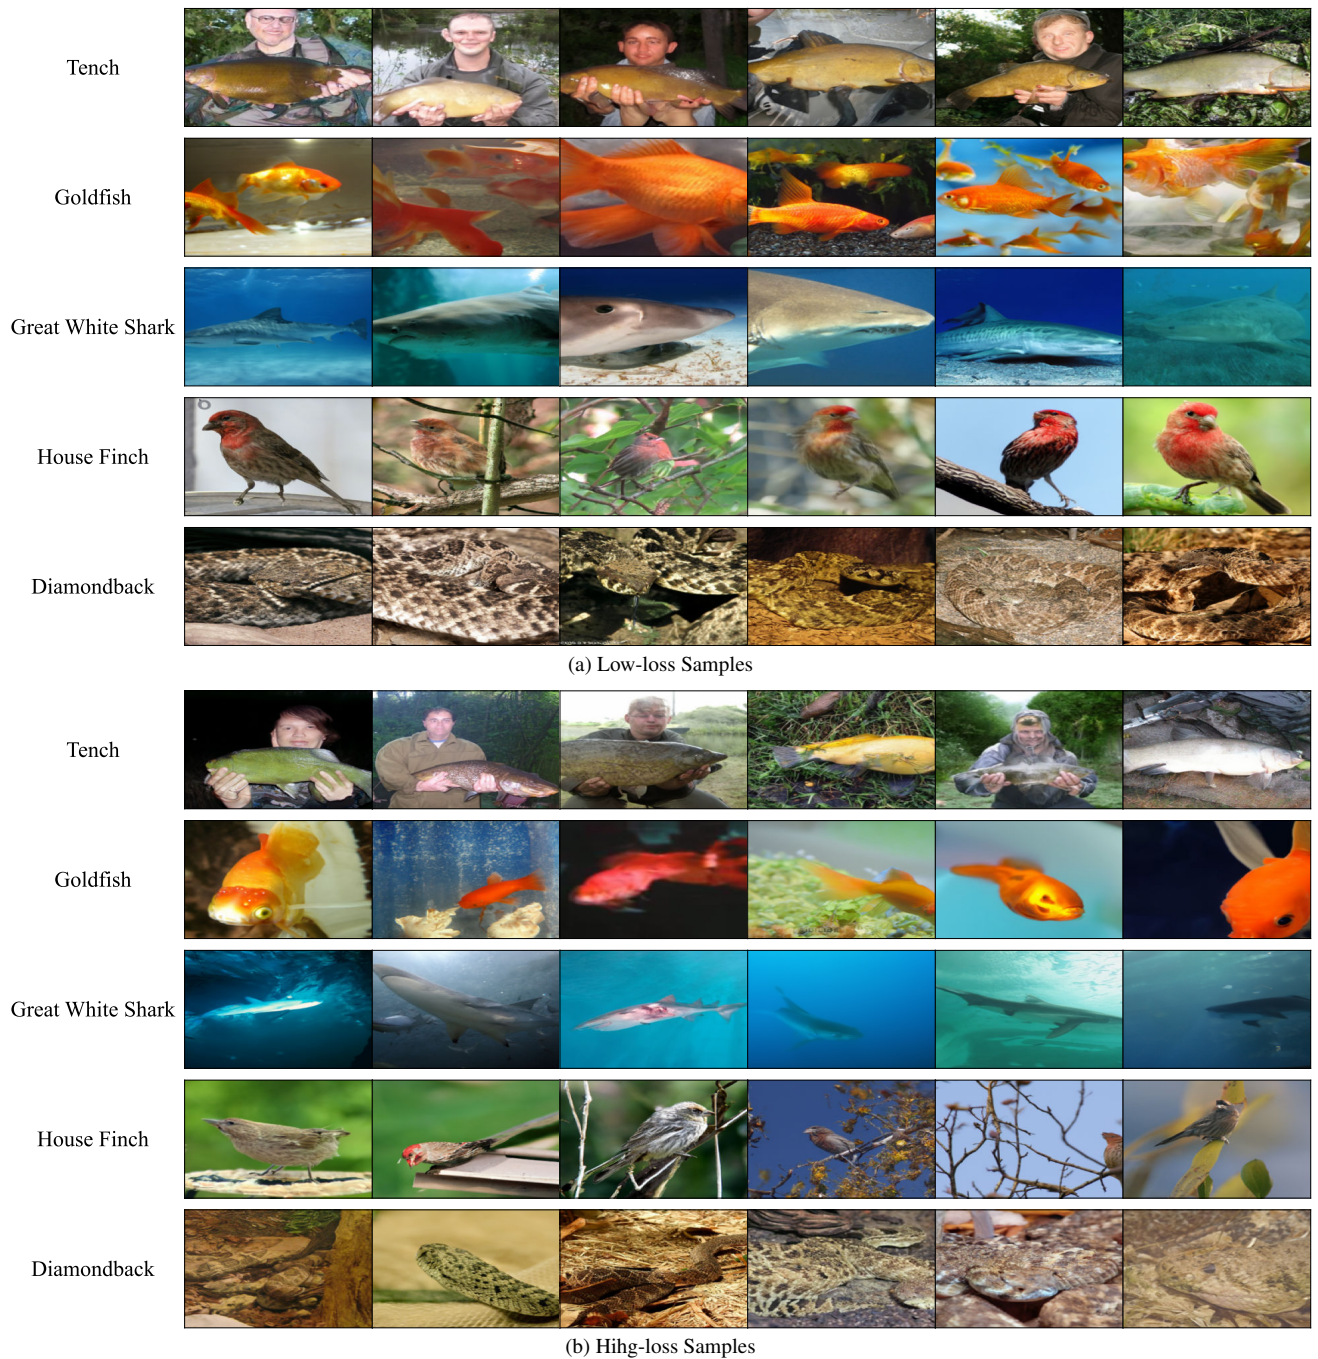 Tench
Goldfish
Great White Shark
House Finch
Diamondback
(a) Low-loss Samples
Tench
Goldfish
Great White Shark
House Finch
Diamondback
(b) Hihg-loss Samples